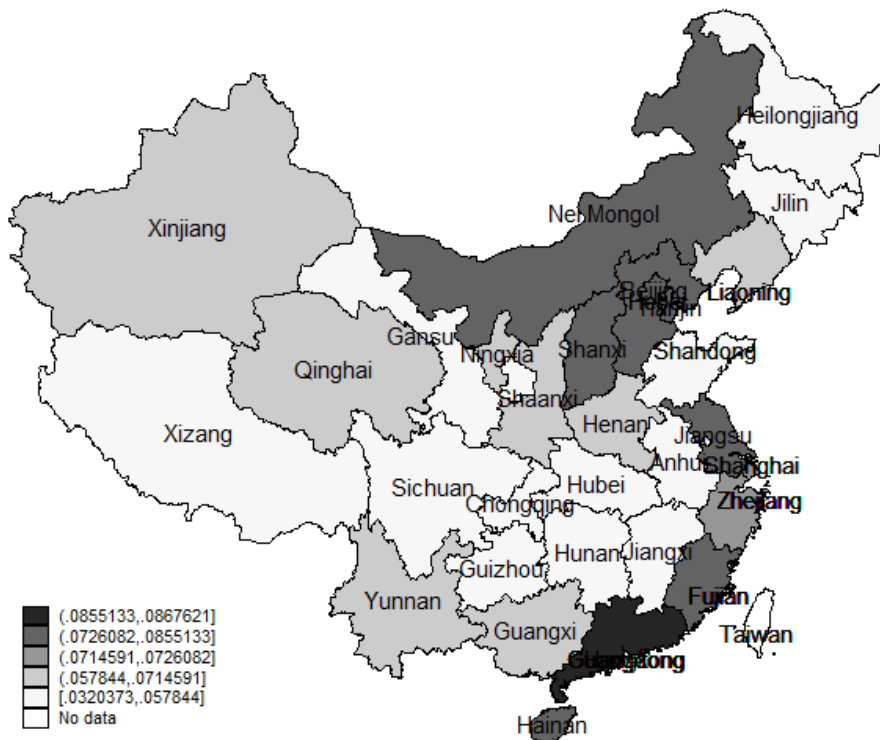 Heilongjiang
Jilin
Nei Mongol
Xinjiang
Beijing
Hebei
Tianjin
Liaoning
Gansu
Ningxia
Shanxi
Shandong
Qinghai
Shaanxi
Henan
Jiangsu
Xizang
Anhui
Shanghai
Sichuan
Hubei
Chongqing
Zhejiang
Hunan
Jiangxi
Guizhou
Yunnan
Fujian
Guangxi
Taiwan
Guangdong
Hainan
(.0855133,.0867621]
(.0726082,.0855133]
(.0714591,.0726082]
(.057844,.0714591]
[.0320373,.057844]
No data